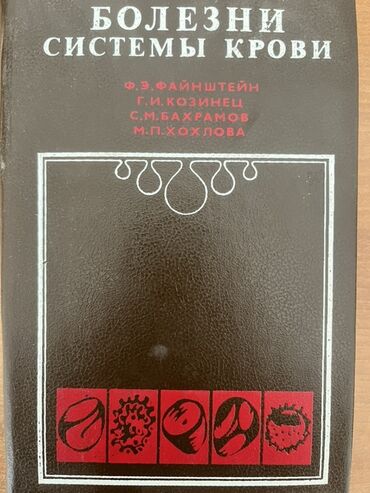 БОЛЕЗНИ
СИСТЕМЫ КРОВИ
Ф.Э.ФАЙНШТЕЙН
Г.И.КОЗИНЕЦ
С.М.БАХРАМОВ
М.П.ХОХЛОВА